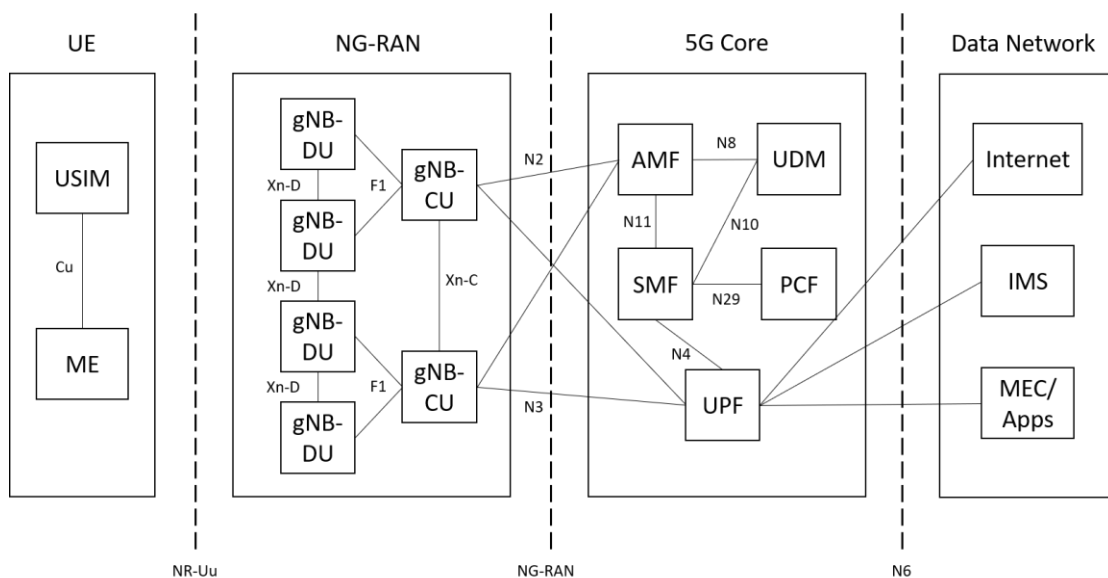 UE
NG-RAN
5G Core
Data Network
USIM
Cu
ME
gNB-
DU
Xn-D
gNB-
DU
Xn-D
gNB-
DU
Xn-D
gNB-
DU
F1
F1
gNB-
CU
Xn-C
gNB-
CU
N2
N3
AMF
N8
UDM
N11
N10
SMF
N29
PCF
N4
UPF
Internet
IMS
MEC/
Apps
NR-Uu
NG-RAN
N6